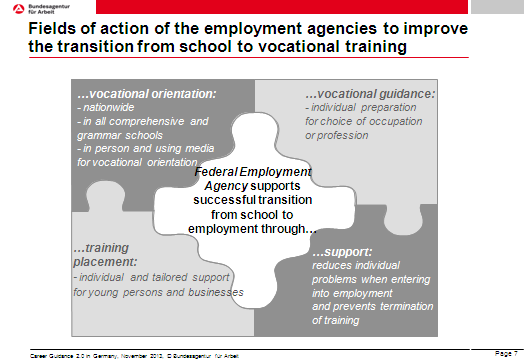 Bundesagentur
für Arbeit
Fields of action of the employment agencies to improve
the transition from school to vocational training
…vocational orientation:
- nationwide
- in all comprehensive and
grammar schools
- in person and using media
for vocational orientation
…vocational guidance:
- individual preparation
for choice of occupation
or profession
Federal Employment
Agency supports
successful transition
from school to
employment through…
…training
placement:
- individual and tailored support
for young persons and businesses
…support:
reduces individual
problems when entering
into employment
and prevents termination
of training
Career Guidance 2.0 in Germany, November 2013, © Bundesagentur für Arbeit
Page 7